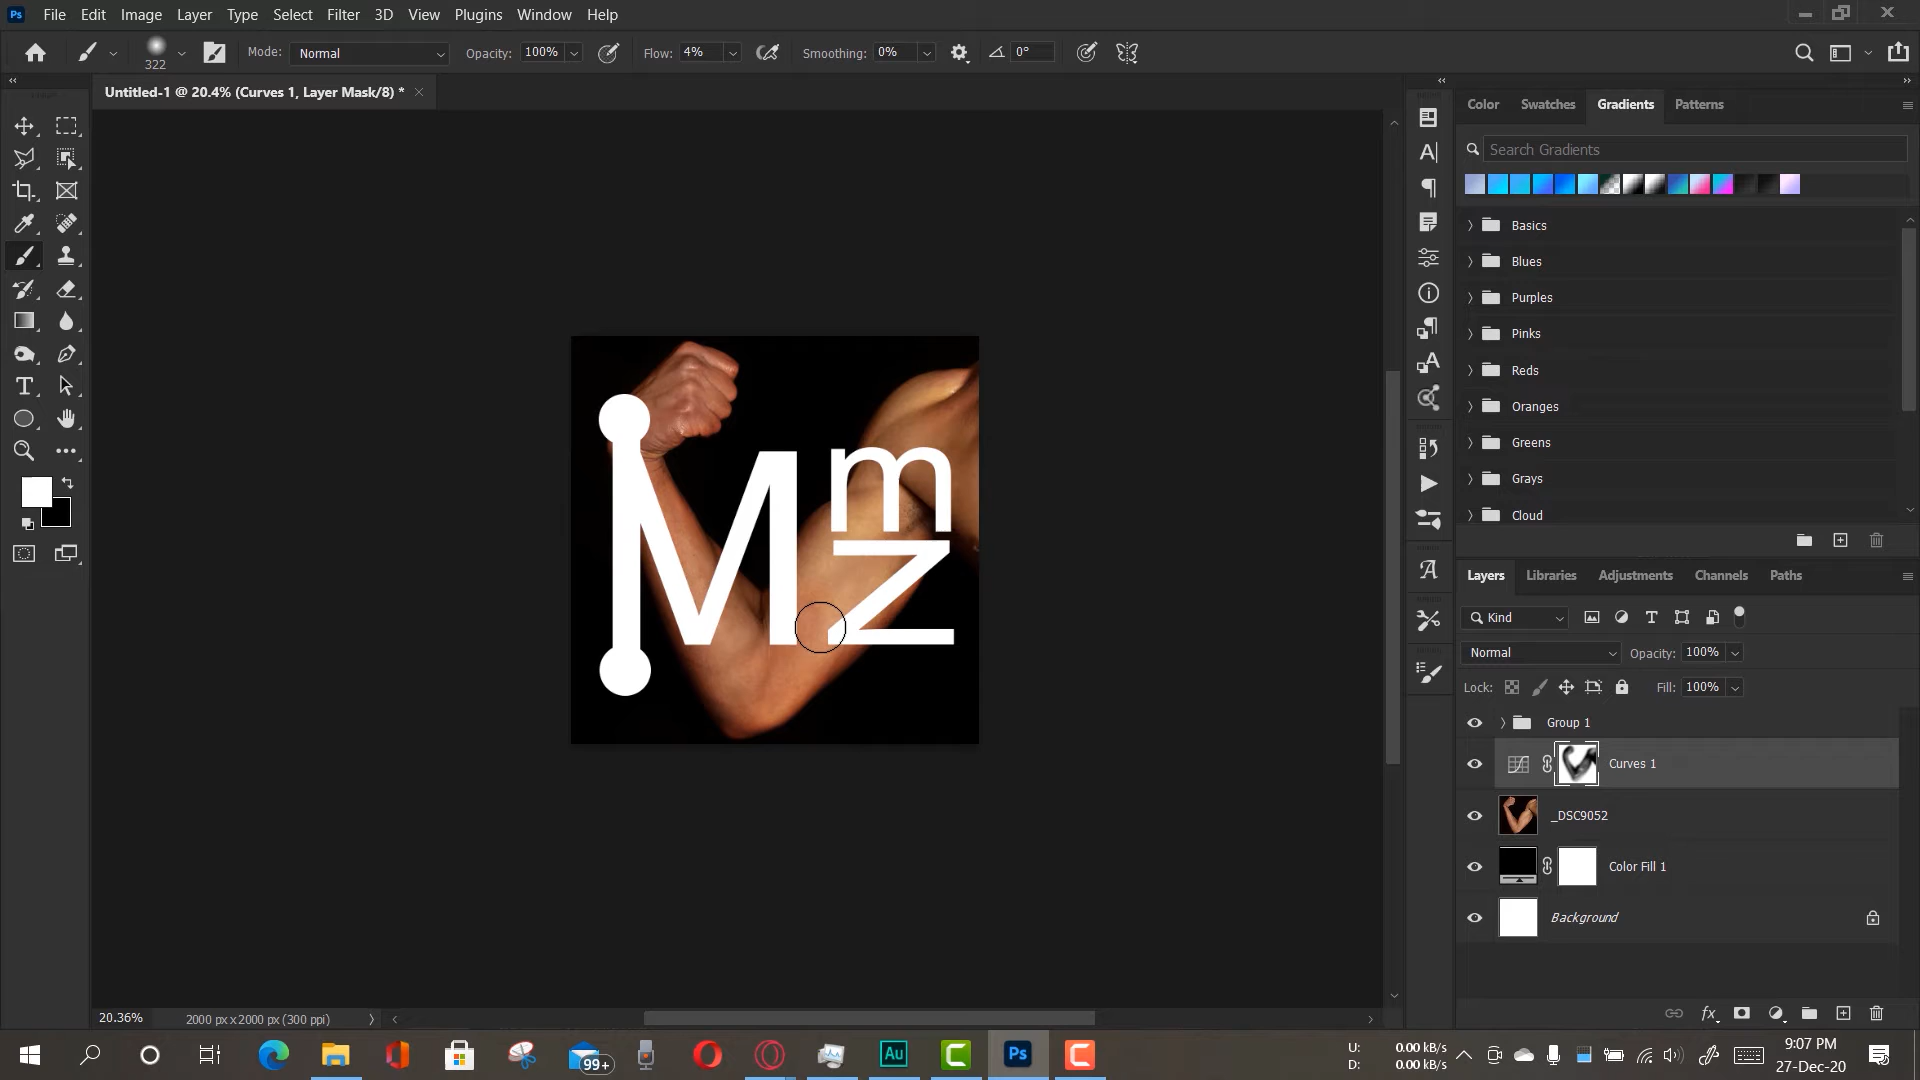 Ps File Edit Image Layer Type Select Filter 3D View Plugins Window Help
322 Mode: Normal Opacity: 100% Flow: 4% Smoothing: 0% 0°
Untitled-1 @ 20.4% (Curves 1, Layer Mask/8) *
Color Swatches Gradients Patterns
Search Gradients
Basics
Blues
Purples
Pinks
Reds
Oranges
Greens
Grays
Cloud
M m
z
Layers Libraries Adjustments Channels Paths
Kind
Normal Opacity: 100%
Lock: Fill: 100%
Group 1
Curves 1
_DSC9052
Color Fill 1
Background
20.36% 2000 px x 2000 px (300 ppi)
99+ Au Ps
U: 0.00 kB/s
D: 0.00 kB/s
9:07 PM
27-Dec-20